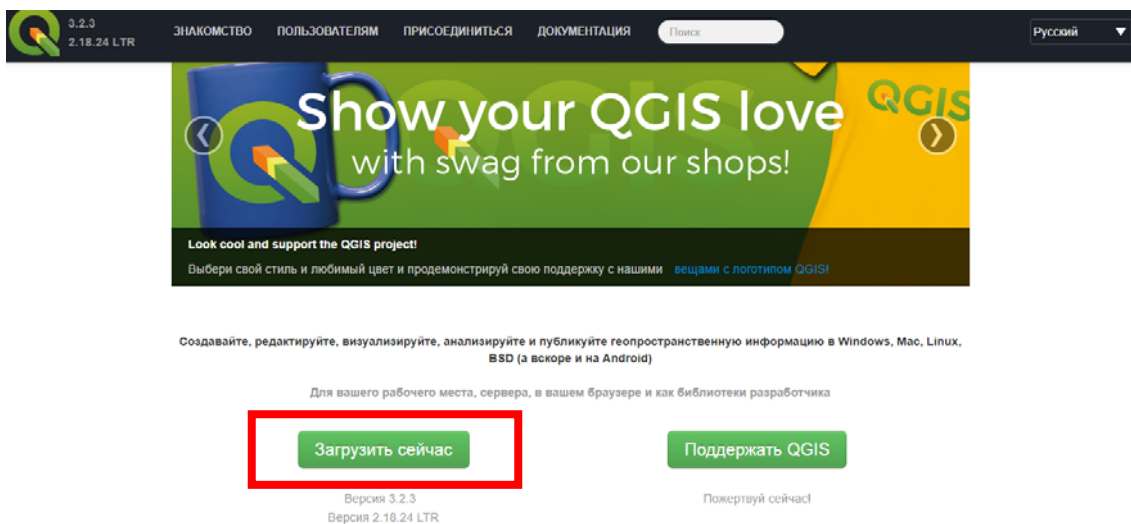 3.2.3
2.18.24 LTR
ЗНАКОМСТВО ПОЛЬЗОВАТЕЛЯМ ПРИСОЕДИНИТЬСЯ ДОКУМЕНТАЦИЯ Поиск Русский
Show your QGIS love
QGIS
with swag from our shops!
Look cool and support the QGIS project!
Выбери свой стиль и любимый цвет и продемонстрируй свою поддержку с нашими вещами с логотипом QGIS!
Создавайте, редактируйте, визуализируйте, анализируйте и публикуйте геопространственную информацию в Windows, Mac, Linux,
BSD (а вскоре и на Android)
Для вашего рабочего места, сервера, в вашем браузере и как библиотеки разработчика
Загрузить сейчас Поддержать QGIS
Версия 3.2.3 Пожертвуй сейчас!
Версия 2.18.24 LTR